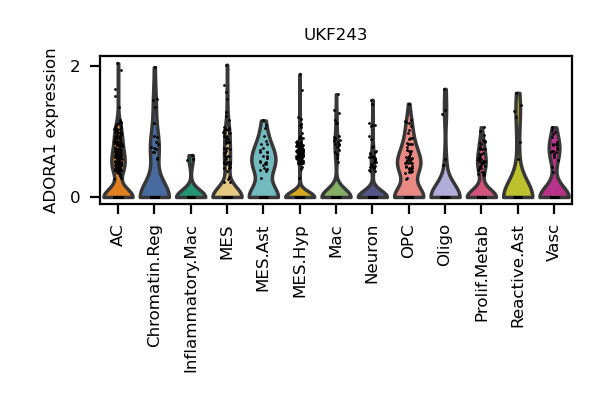 UKF243
ADORA1 expression
2
0
AC
Chromatin.Reg
Inflammatory.Mac
MES
MES.Ast
MES.Hyp
Mac
Neuron
OPC
Oligo
Prolif.Metab
Reactive.Ast
Vasc